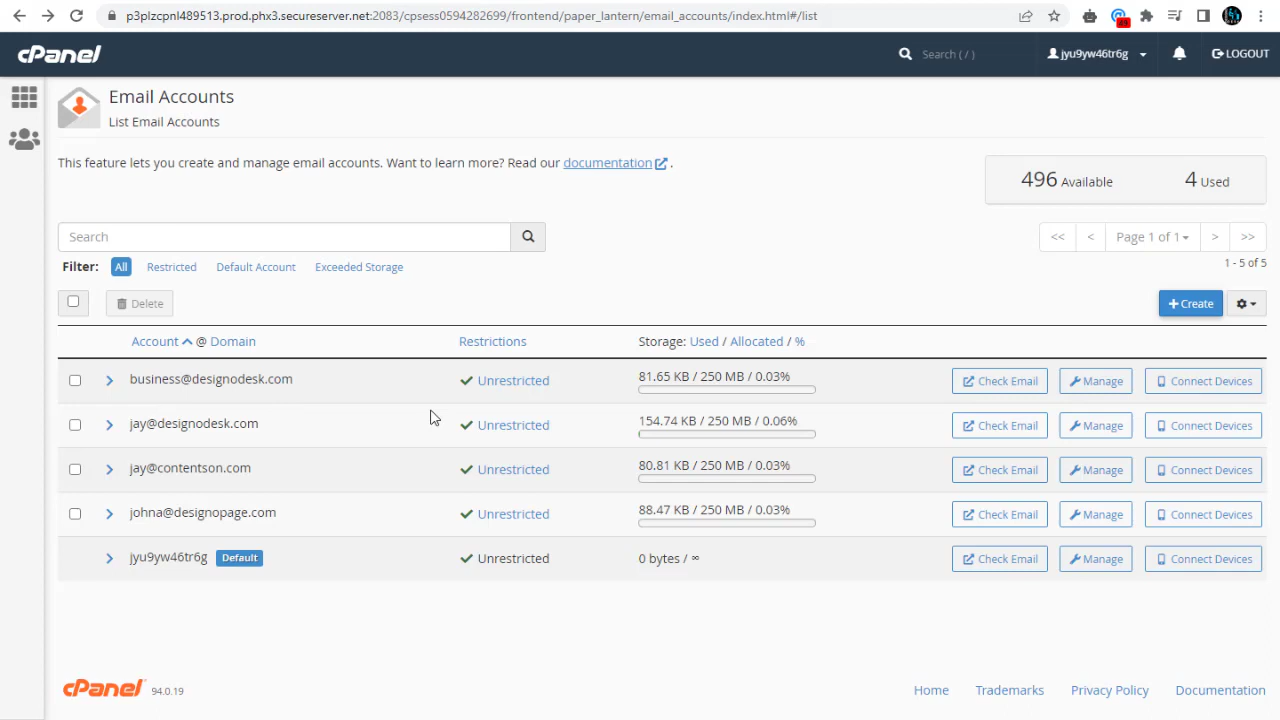 p3plzcpnl489513.prod.phx3.secureserver.net:2083/cpsess0594282699/frontend/paper_lantern/email_accounts/index.html#/list
49
cPanel
Search ( / )
jyu9yw46tr6g
LOGOUT
Email Accounts
List Email Accounts
This feature lets you create and manage email accounts. Want to learn more? Read our documentation .
496 Available 4 Used
Search
<< < Page 1 of 1 > >>
Filter: All Restricted Default Account Exceeded Storage
1 - 5 of 5
Delete
+ Create
Account @ Domain Restrictions Storage: Used / Allocated / %
business@designodesk.com Unrestricted 81.65 KB / 250 MB / 0.03% Check Email Manage Connect Devices
jay@designodesk.com Unrestricted 154.74 KB / 250 MB / 0.06% Check Email Manage Connect Devices
jay@contentson.com Unrestricted 80.81 KB / 250 MB / 0.03% Check Email Manage Connect Devices
johna@designopage.com Unrestricted 88.47 KB / 250 MB / 0.03% Check Email Manage Connect Devices
jyu9yw46tr6g Default Unrestricted 0 bytes / ∞ Check Email Manage Connect Devices
cPanel 94.0.19
Home Trademarks Privacy Policy Documentation